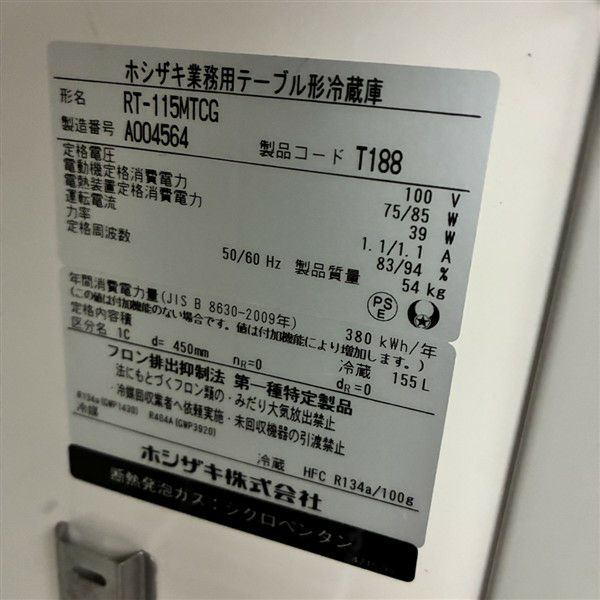 ホシザキ業務用テーブル形冷蔵庫
形名 RT-115MTCG
製造番号 A004564 製品コード T188
定格電圧 100 V
電動機定格消費電力 75/85 W
電熱装置定格消費電力 39 W
運転電流 1.1/1.1 A
力率 83/94 %
定格周波数 50/60 Hz 製品質量 54 kg
PS
E
年間消費電力量(JIS B 8630-2009年) 380 kWh/年
(この値は付加機能のない場合です。値は付加機能により増加します。)
定格内容積 冷蔵 155 L
区分名 1C d= 450mm nR=0 dR=0
フロン排出抑制法 第一種特定製品
法にもとづくフロン類の・みだり大気放出禁止
・冷媒回収業者へ依頼実施・未回収機器の引渡禁止
R134a(GWP1430) R404A(GWP3920)
冷媒 冷蔵 HFC R134a/100g
ホシザキ株式会社
断熱発泡ガス：シクロペンタン